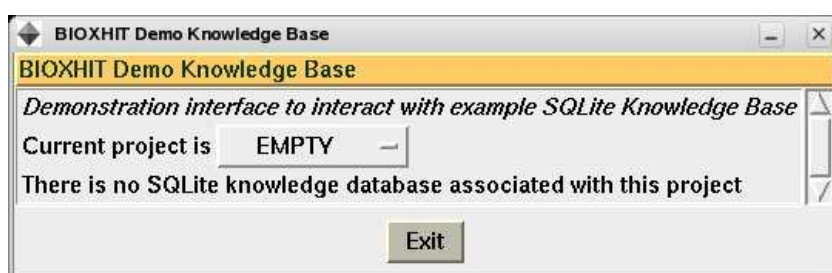 BIOXHIT Demo Knowledge Base
BIOXHIT Demo Knowledge Base
Demonstration interface to interact with example SQLite Knowledge Base
Current project is EMPTY
There is no SQLite knowledge database associated with this project
Exit